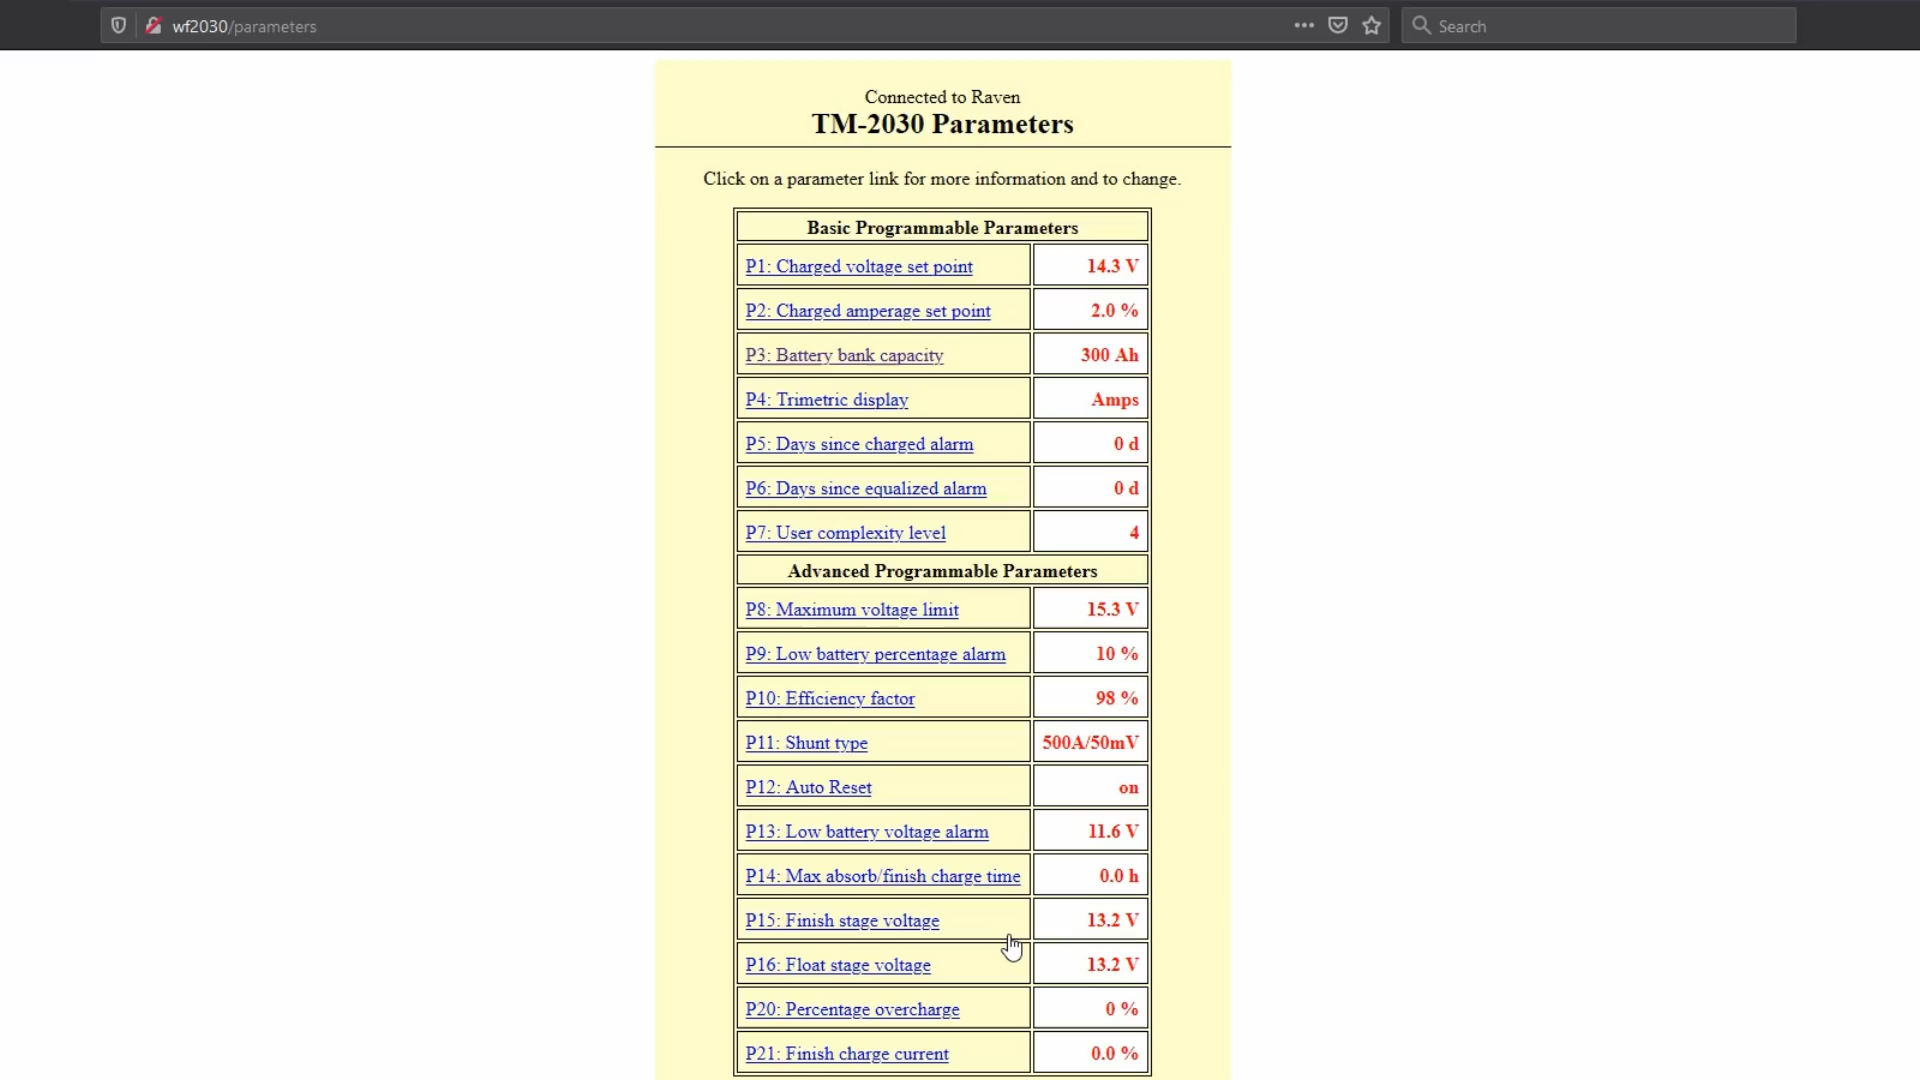 wf2030/parameters
Search
Connected to Raven
TM-2030 Parameters
Click on a parameter link for more information and to change.
Basic Programmable Parameters
P1: Charged voltage set point 14.3 V
P2: Charged amperage set point 2.0 %
P3: Battery bank capacity 300 Ah
P4: Trimetric display Amps
P5: Days since charged alarm 0 d
P6: Days since equalized alarm 0 d
P7: User complexity level 4
Advanced Programmable Parameters
P8: Maximum voltage limit 15.3 V
P9: Low battery percentage alarm 10 %
P10: Efficiency factor 98 %
P11: Shunt type 500A/50mV
P12: Auto Reset on
P13: Low battery voltage alarm 11.6 V
P14: Max absorb/finish charge time 0.0 h
P15: Finish stage voltage 13.2 V
P16: Float stage voltage 13.2 V
P20: Percentage overcharge 0 %
P21: Finish charge current 0.0 %